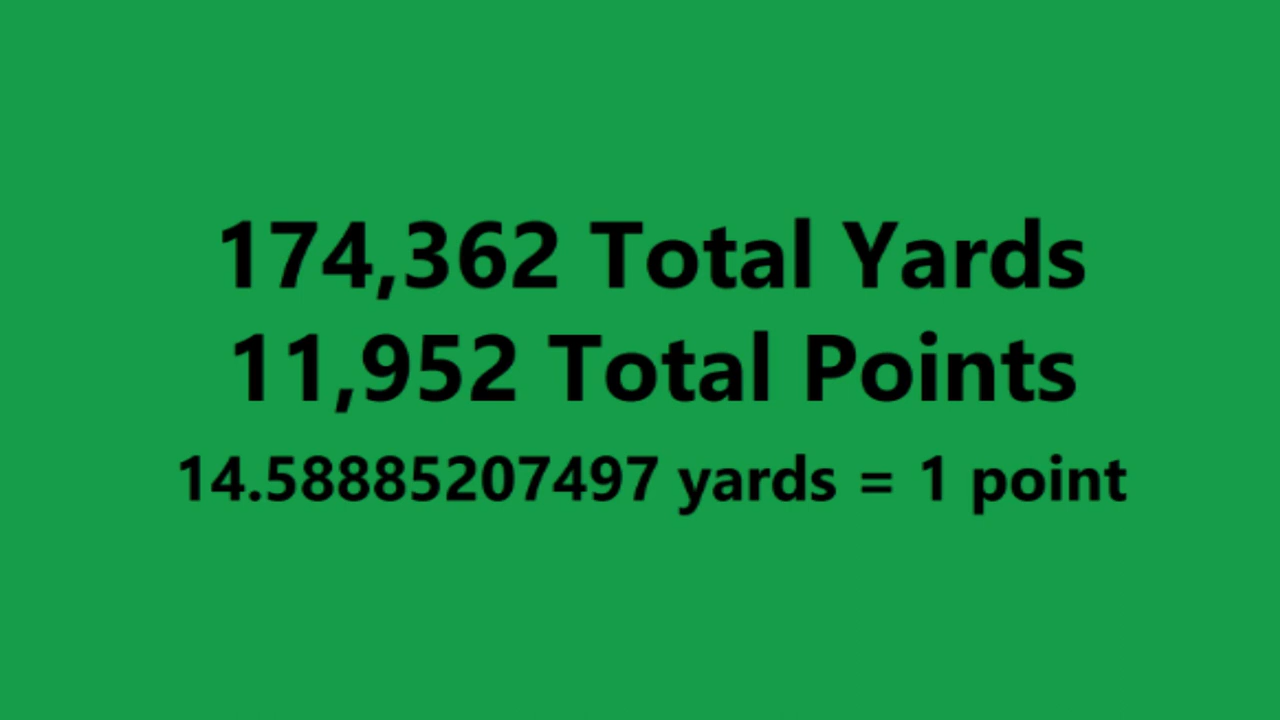 174,362 Total Yards
11,952 Total Points
14.58885207497 yards = 1 point